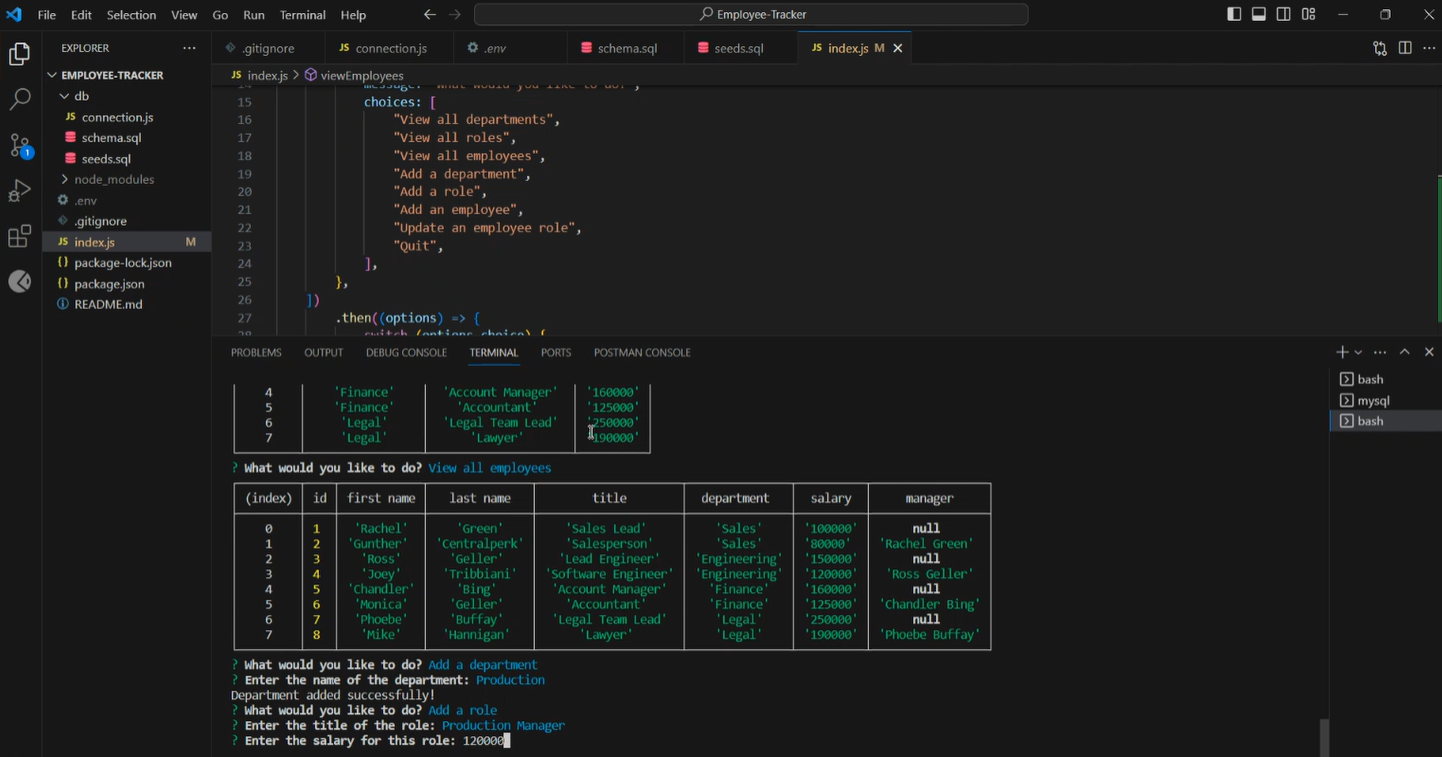 File Edit Selection View Go Run Terminal Help
Employee-Tracker
EXPLORER
.gitignore
JS connection.js
.env
schema.sql
seeds.sql
JS index.js M
JS index.js > viewEmployees
EMPLOYEE-TRACKER
db
JS connection.js
schema.sql
seeds.sql
node_modules
.env
.gitignore
JS index.js M
{} package-lock.json
{} package.json
README.md
1
14 message: "What would you like to do?",
15 choices: [
16 "View all departments",
17 "View all roles",
18 "View all employees",
19 "Add a department",
20 "Add a role",
21 "Add an employee",
22 "Update an employee role",
23 "Quit",
24 ],
25 },
26 ])
27 .then((options) => {
28 switch (options.choice) {
PROBLEMS OUTPUT DEBUG CONSOLE TERMINAL PORTS POSTMAN CONSOLE
bash
mysql
bash
4 'Finance' 'Account Manager' '160000'
5 'Finance' 'Accountant' '125000'
6 'Legal' 'Legal Team Lead' '250000'
7 'Legal' 'Lawyer' '190000'
? What would you like to do? View all employees
(index) id first name last name title department salary manager
0 1 'Rachel' 'Green' 'Sales Lead' 'Sales' '100000' null
1 2 'Gunther' 'Centralperk' 'Salesperson' 'Sales' '80000' 'Rachel Green'
2 3 'Ross' 'Geller' 'Lead Engineer' 'Engineering' '150000' null
3 4 'Joey' 'Tribbiani' 'Software Engineer' 'Engineering' '120000' 'Ross Geller'
4 5 'Chandler' 'Bing' 'Account Manager' 'Finance' '160000' null
5 6 'Monica' 'Geller' 'Accountant' 'Finance' '125000' 'Chandler Bing'
6 7 'Phoebe' 'Buffay' 'Legal Team Lead' 'Legal' '250000' null
7 8 'Mike' 'Hannigan' 'Lawyer' 'Legal' '190000' 'Phoebe Buffay'
? What would you like to do? Add a department
? Enter the name of the department: Production
Department added successfully!
? What would you like to do? Add a role
? Enter the title of the role: Production Manager
? Enter the salary for this role: 120000